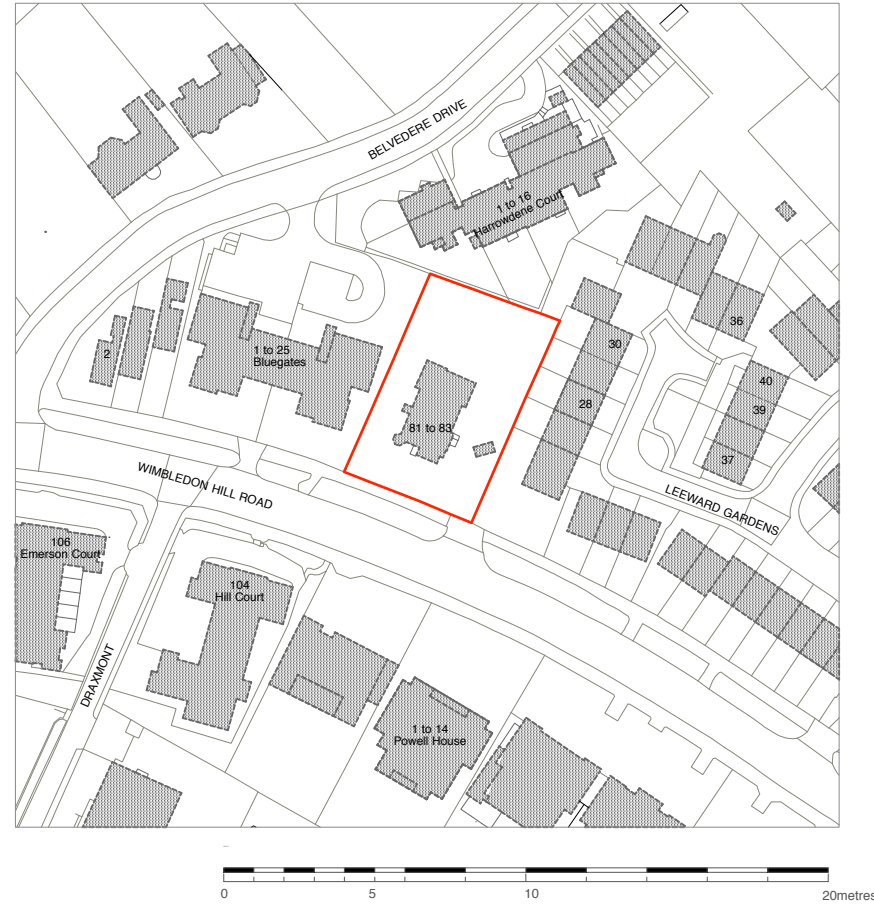 BELVEDERE DRIVE
1 to 16
Harrowdene Court
36
30
2
1 to 25
Bluegates
40
39
28
81 to 83
37
WIMBLEDON HILL ROAD
LEEWARD GARDENS
106
Emerson Court
104
Hill Court
DRAXMONT
1 to 14
Powell House
0
5
10
20metres